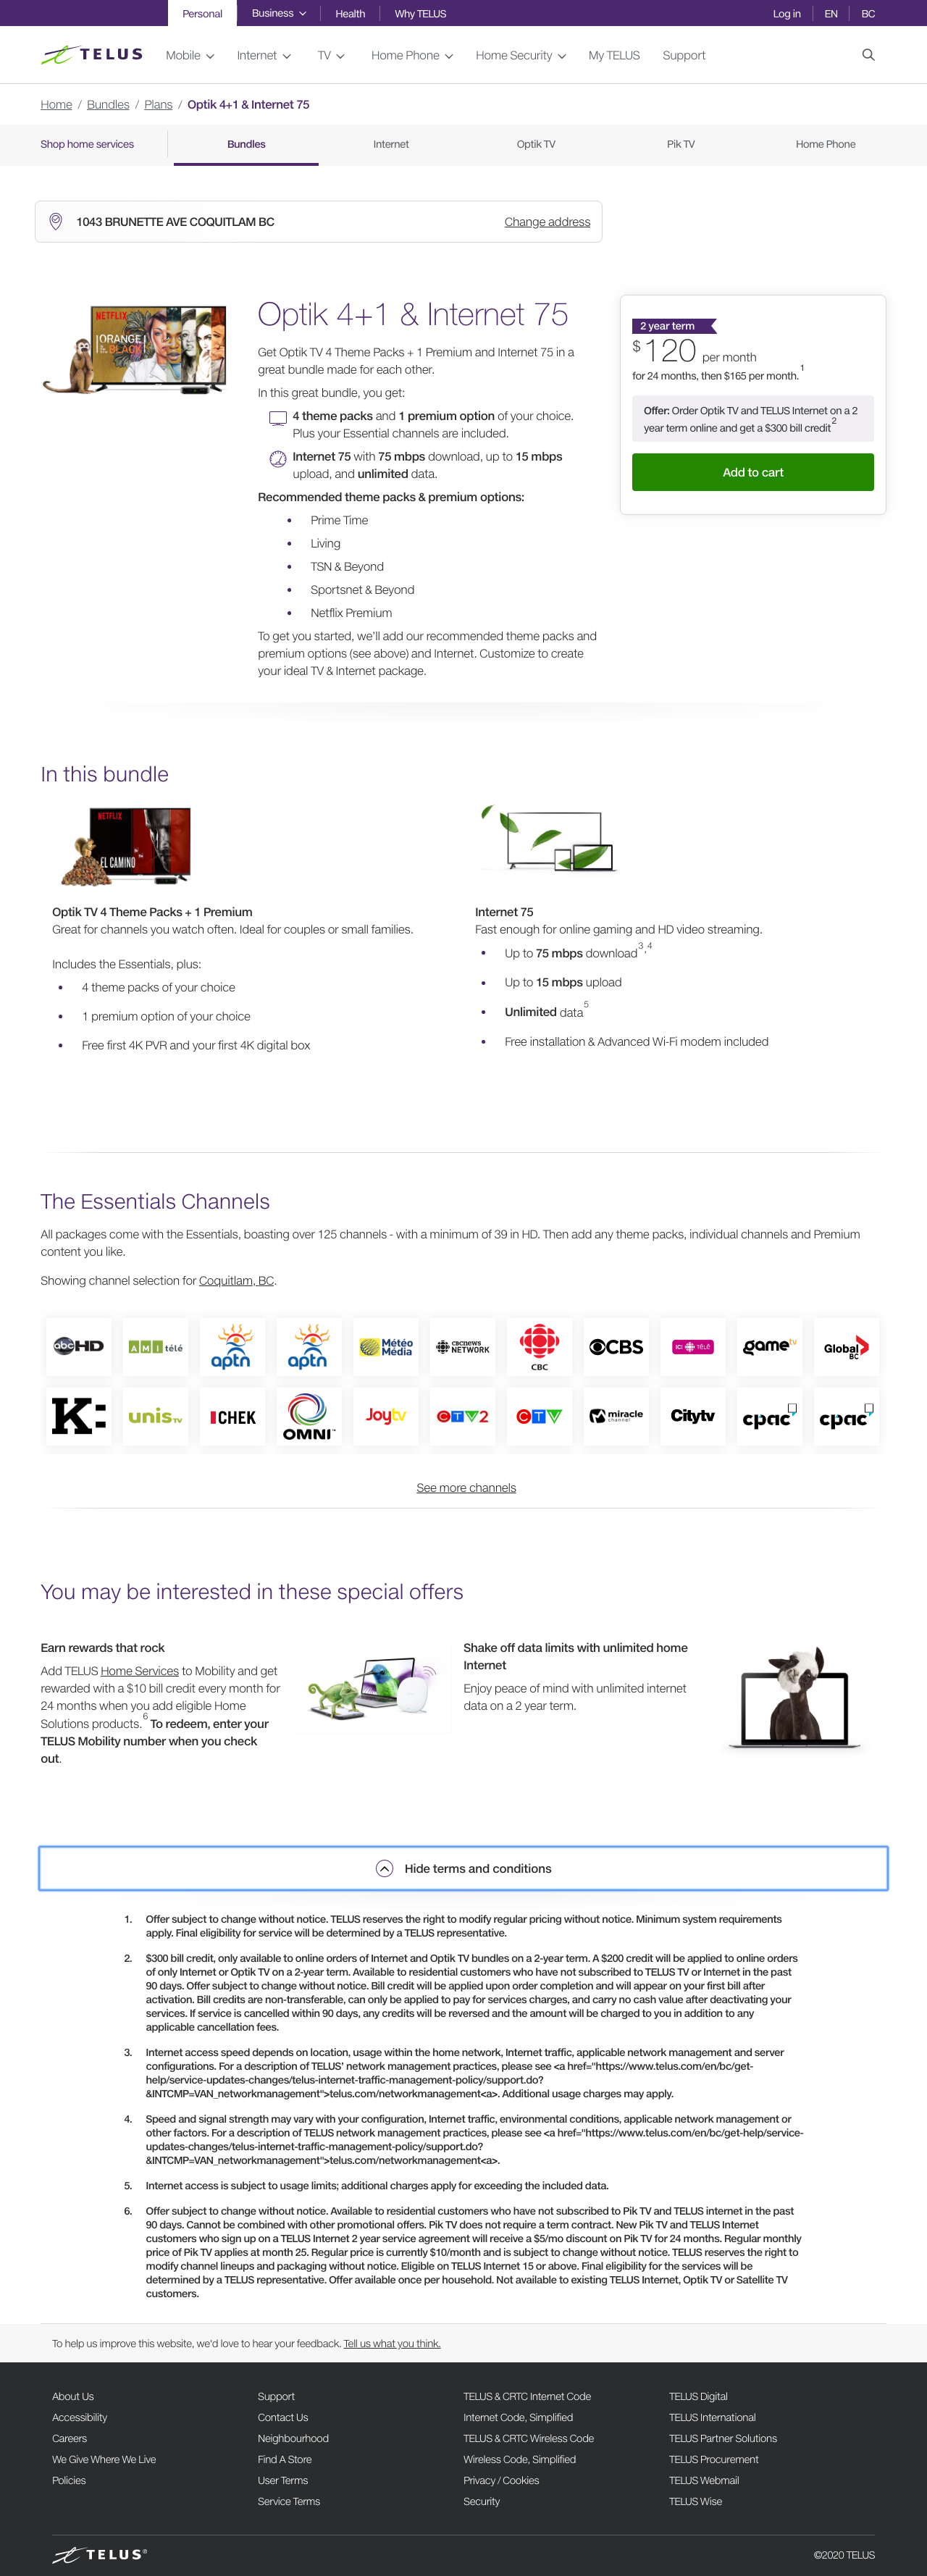 Personal
Business
Health
Why TELUS
Log in
EN
BC
TELUS
Mobile
Internet
TV
Home Phone
Home Security
My TELUS
Support
Home / Bundles / Plans / Optik 4+1 & Internet 75
Shop home services
Bundles
Internet
Optik TV
Pik TV
Home Phone
1043 BRUNETTE AVE COQUITLAM BC
Change address
NETFLIX
ORANGE
BLACK
Optik 4+1 & Internet 75
Get Optik TV 4 Theme Packs + 1 Premium and Internet 75 in a
great bundle made for each other.
In this great bundle, you get:
4 theme packs and 1 premium option of your choice.
Plus your Essential channels are included.
Internet 75 with 75 mbps download, up to 15 mbps
upload, and unlimited data.
Recommended theme packs & premium options:
• Prime Time
• Living
• TSN & Beyond
• Sportsnet & Beyond
• Netflix Premium
To get you started, we'll add our recommended theme packs and
premium options (see above) and Internet. Customize to create
your ideal TV & Internet package.
2 year term
$120 per month
for 24 months, then $165 per month.1
Offer: Order Optik TV and TELUS Internet on a 2
year term online and get a $300 bill credit2
Add to cart
In this bundle
NETFLIX
EL CAMINO
Optik TV 4 Theme Packs + 1 Premium
Great for channels you watch often. Ideal for couples or small families.
Includes the Essentials, plus:
• 4 theme packs of your choice
• 1 premium option of your choice
• Free first 4K PVR and your first 4K digital box
Internet 75
Fast enough for online gaming and HD video streaming.
• Up to 75 mbps download3,4
• Up to 15 mbps upload
• Unlimited data5
• Free installation & Advanced Wi-Fi modem included
The Essentials Channels
All packages come with the Essentials, boasting over 125 channels - with a minimum of 39 in HD. Then add any theme packs, individual channels and Premium
content you like.
Showing channel selection for Coquitlam, BC.
abc HD
AMI télé
aptn
aptn
Météo Média
CBC NEWS NETWORK
CBC
CBS
ICI TÉLÉ
gametv
Global BC
K:
unis TV
CHEK
OMNI
Joytv
CTV2
CTV
miracle channel
Citytv
cpac
cpac
See more channels
You may be interested in these special offers
Earn rewards that rock
Add TELUS Home Services to Mobility and get
rewarded with a $10 bill credit every month for
24 months when you add eligible Home
Solutions products.6 To redeem, enter your
TELUS Mobility number when you check
out.
Shake off data limits with unlimited home
Internet
Enjoy peace of mind with unlimited internet
data on a 2 year term.
Hide terms and conditions
1. Offer subject to change without notice. TELUS reserves the right to modify regular pricing without notice. Minimum system requirements
apply. Final eligibility for service will be determined by a TELUS representative.
2. $300 bill credit, only available to online orders of Internet and Optik TV bundles on a 2-year term. A $200 credit will be applied to online orders
of only Internet or Optik TV on a 2-year term. Available to residential customers who have not subscribed to TELUS TV or Internet in the past
90 days. Offer subject to change without notice. Bill credit will be applied upon order completion and will appear on your first bill after
activation. Bill credits are non-transferable, can only be applied to pay for services charges, and carry no cash value after deactivating your
services. If service is cancelled within 90 days, any credits will be reversed and the amount will be charged to you in addition to any
applicable cancellation fees.
3. Internet access speed depends on location, usage within the home network, Internet traffic, applicable network management and server
configurations. For a description of TELUS' network management practices, please see <a href="https://www.telus.com/en/bc/get-
help/service-updates-changes/telus-internet-traffic-management-policy/support.do?
&INTCMP=VAN_networkmanagement">telus.com/networkmanagement<a>. Additional usage charges may apply.
4. Speed and signal strength may vary with your configuration, Internet traffic, environmental conditions, applicable network management or
other factors. For a description of TELUS network management practices, please see <a href="https://www.telus.com/en/bc/get-help/service-
updates-changes/telus-internet-traffic-management-policy/support.do?
&INTCMP=VAN_networkmanagement">telus.com/networkmanagement<a>.
5. Internet access is subject to usage limits; additional charges apply for exceeding the included data.
6. Offer subject to change without notice. Available to residential customers who have not subscribed to Pik TV and TELUS internet in the past
90 days. Cannot be combined with other promotional offers. Pik TV does not require a term contract. New Pik TV and TELUS Internet
customers who sign up on a TELUS Internet 2 year service agreement will receive a $5/mo discount on Pik TV for 24 months. Regular monthly
price of Pik TV applies at month 25. Regular price is currently $10/month and is subject to change without notice. TELUS reserves the right to
modify channel lineups and packaging without notice. Eligible on TELUS Internet 15 or above. Final eligibility for the services will be
determined by a TELUS representative. Offer available once per household. Not available to existing TELUS Internet, Optik TV or Satellite TV
customers.
To help us improve this website, we'd love to hear your feedback. Tell us what you think.
About Us
Accessibility
Careers
We Give Where We Live
Policies
Support
Contact Us
Neighbourhood
Find A Store
User Terms
Service Terms
TELUS & CRTC Internet Code
Internet Code, Simplified
TELUS & CRTC Wireless Code
Wireless Code, Simplified
Privacy / Cookies
Security
TELUS Digital
TELUS International
TELUS Partner Solutions
TELUS Procurement
TELUS Webmail
TELUS Wise
TELUS®
©2020 TELUS